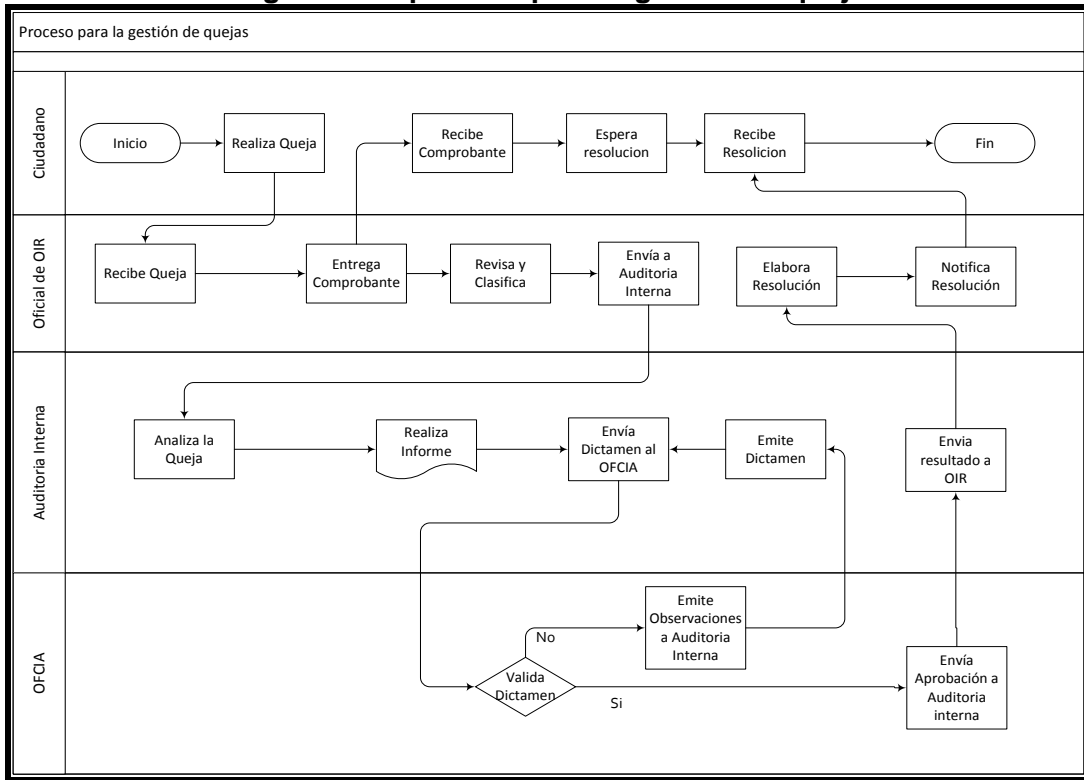 Proceso para la gestión de quejas
Ciudadano
Inicio
Realiza Queja
Recibe
Comprobante
Espera
resolucion
Recibe
Resolicion
Fin
Oficial de OIR
Recibe Queja
Entrega
Comprobante
Revisa y
Clasifica
Envía a
Auditoria
Interna
Elabora
Resolución
Notifica
Resolución
Auditoria Interna
Analiza la
Queja
Realiza
Informe
Envía
Dictamen al
OFCIA
Emite
Dictamen
Envia
resultado a
OIR
OFCIA
Valida
Dictamen
No
Si
Emite
Observaciones
a Auditoria
Interna
Envía
Aprobación a
Auditoria
interna